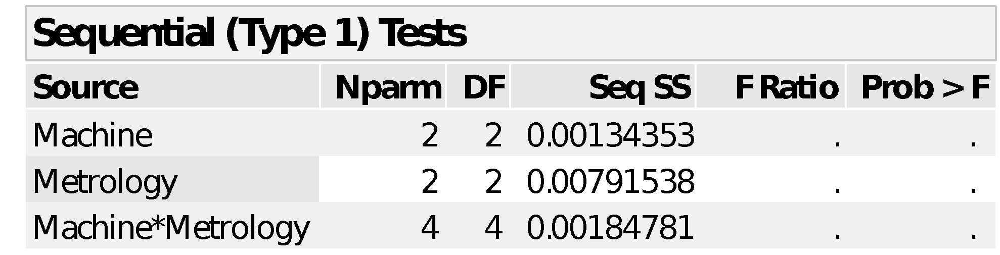 Sequential (Type 1) Tests
Source Nparm DF Seq SS F Ratio Prob > F
Machine 2 2 0.00134353 . .
Metrology 2 2 0.00791538 . .
Machine*Metrology 4 4 0.00184781 . .